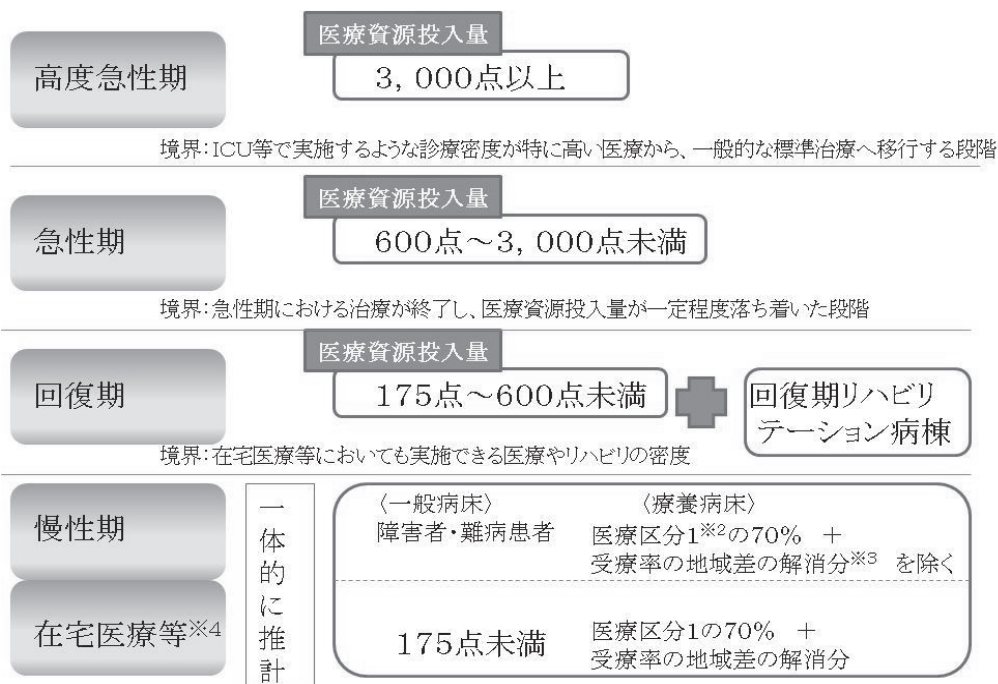 高度急性期
医療資源投入量
3,000点以上
境界:ICU等で実施するような診療密度が特に高い医療から、一般的な標準治療へ移行する段階
急性期
医療資源投入量
600点～3,000点未満
境界:急性期における治療が終了し、医療資源投入量が一定程度落ち着いた段階
回復期
医療資源投入量
175点～600点未満
回復期リハビリ
テーション病棟
境界:在宅医療等においても実施できる医療やリハビリの密度
慢性期
在宅医療等※4
一体的に推計
〈一般病床〉
障害者・難病患者
〈療養病床〉
医療区分1※2の70% +
受療率の地域差の解消分※3 を除く
175点未満
医療区分1の70% +
受療率の地域差の解消分